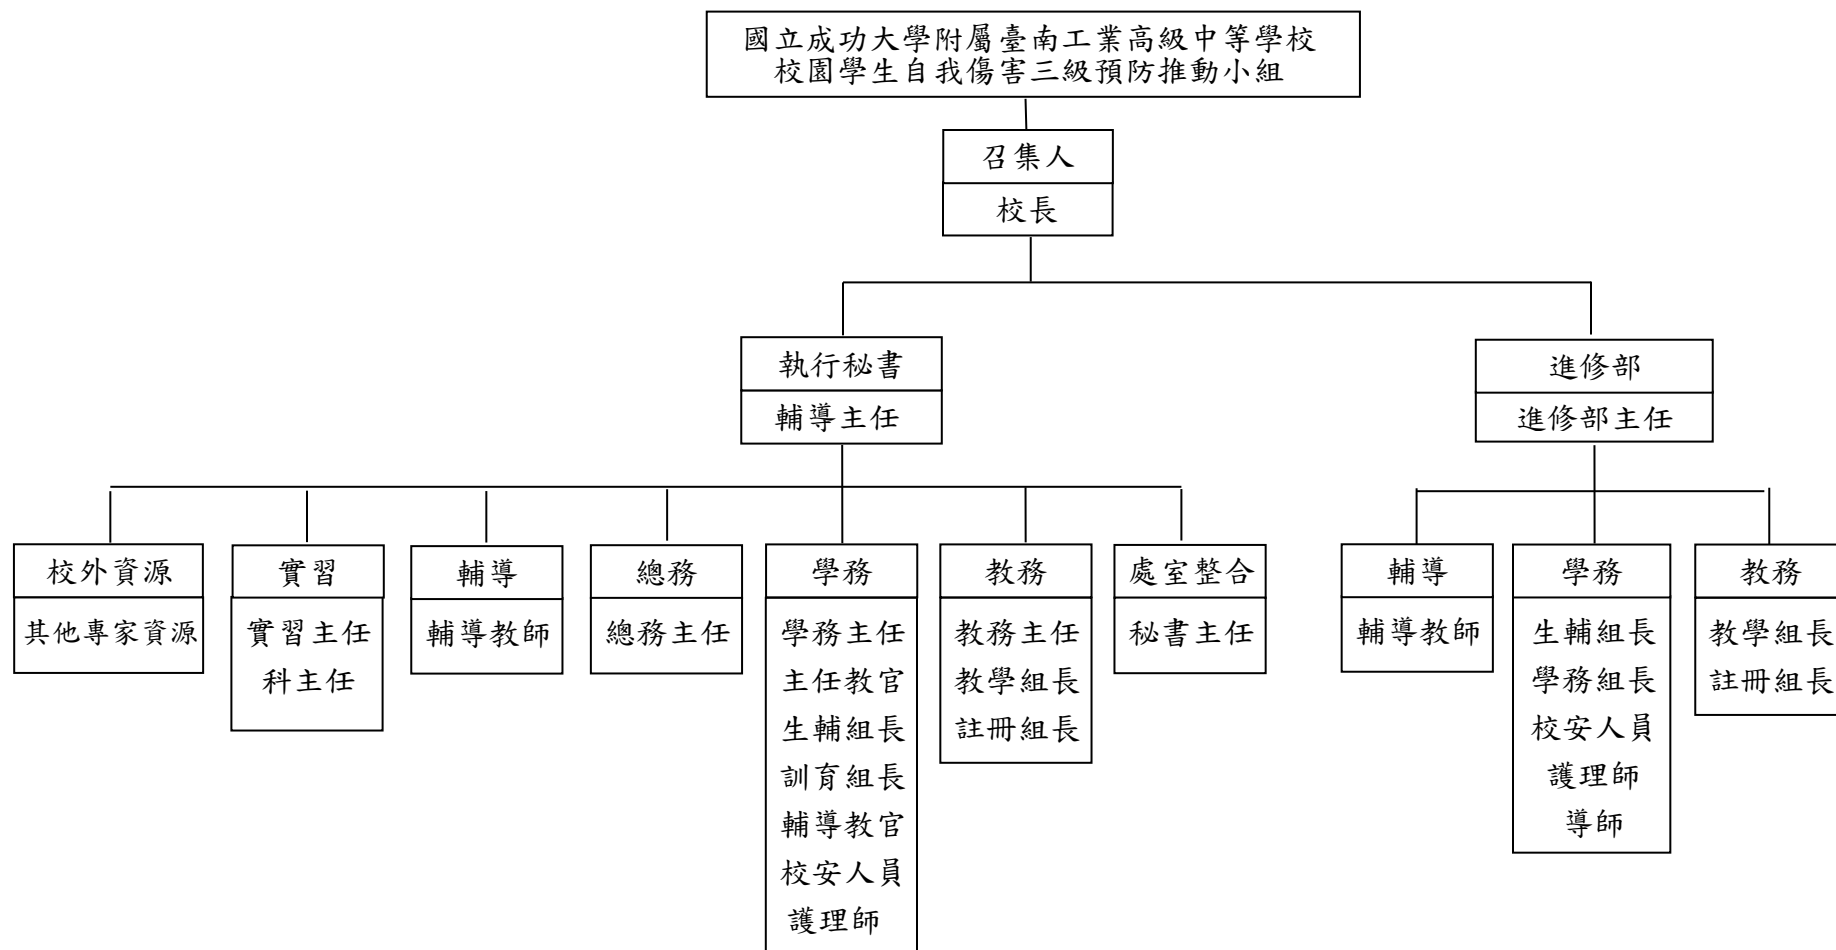 國立成功大學附屬臺南工業高級中等學校
校園學生自我傷害三級預防推動小組
召集人
校長
執行秘書
輔導主任
進修部
進修部主任
校外資源
其他專家資源
實習
實習主任
科主任
輔導
輔導教師
總務
總務主任
學務
學務主任
主任教官
生輔組長
訓育組長
輔導教官
校安人員
護理師
教務
教務主任
教學組長
註冊組長
處室整合
秘書主任
輔導
輔導教師
學務
生輔組長
學務組長
校安人員
護理師
導師
教務
教學組長
註冊組長